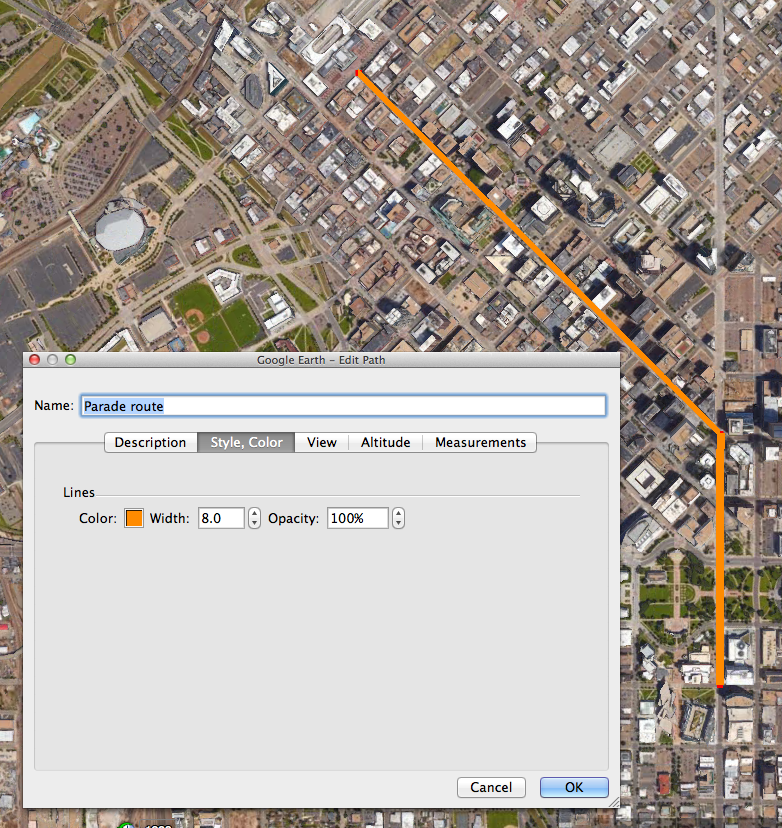 Google Earth - Edit Path
Name: Parade route
Description Style, Color View Altitude Measurements
Lines
Color: Width: 8.0 Opacity: 100%
Cancel OK